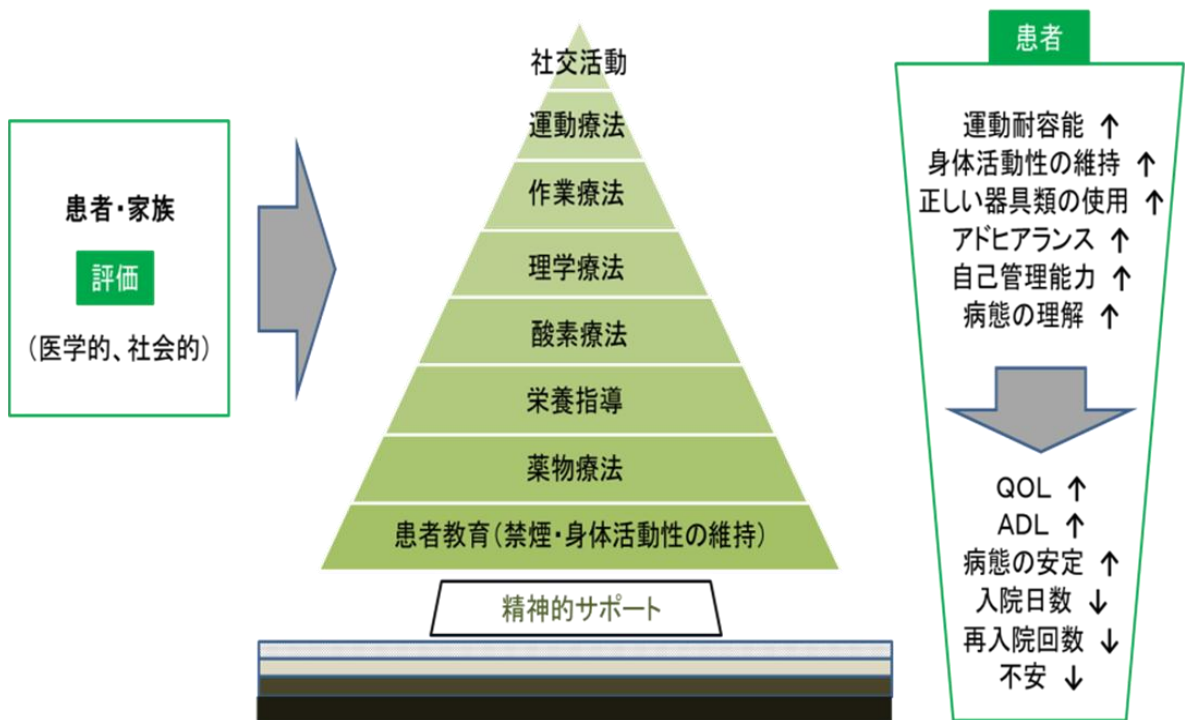 患者・家族
評価
（医学的、社会的）
社交活動
運動療法
作業療法
理学療法
酸素療法
栄養指導
薬物療法
患者教育（禁煙・身体活動性の維持）
精神的サポート
患者
運動耐容能 ↑
身体活動性の維持 ↑
正しい器具類の使用 ↑
アドヒアランス ↑
自己管理能力 ↑
病態の理解 ↑
QOL ↑
ADL ↑
病態の安定 ↑
入院日数 ↓
再入院回数 ↓
不安 ↓